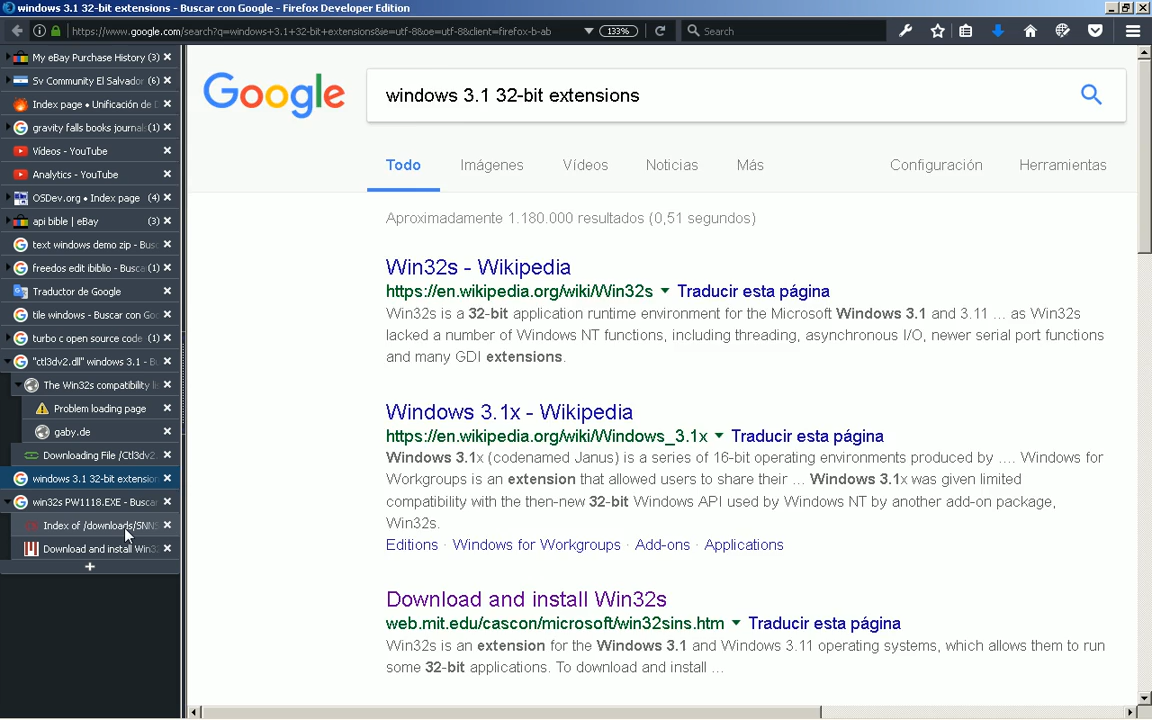 windows 3.1 32-bit extensions - Buscar con Google - Firefox Developer Edition
https://www.google.com/search?q=windows+3.1+32-bit+extensions&ie=utf-8&oe=utf-8&client=firefox-b-ab
133%
Search
My eBay Purchase History (3)
Sv Community El Salvador (6)
Index page • Unificación de
gravity falls books journal (1)
Vídeos - YouTube
Analytics - YouTube
OSDev.org • Index page (4)
api bible | eBay (3)
text windows demo zip - Bus
freedos edit ibiblio - Busca (1)
Traductor de Google
tile windows - Buscar con Go
turbo c open source code (1)
"ctl3dv2.dll" windows 3.1 - B
The Win32s compatibility li
Problem loading page
gaby.de
Downloading File /Ctl3dv2
windows 3.1 32-bit extension
win32s PW1118.EXE - Busca
Index of /downloads/SNN
Download and install Win3
+
Google
windows 3.1 32-bit extensions
Todo Imágenes Vídeos Noticias Más Configuración Herramientas
Aproximadamente 1.180.000 resultados (0,51 segundos)
Win32s - Wikipedia
https://en.wikipedia.org/wiki/Win32s Traducir esta página
Win32s is a 32-bit application runtime environment for the Microsoft Windows 3.1 and 3.11 ... as Win32s
lacked a number of Windows NT functions, including threading, asynchronous I/O, newer serial port functions
and many GDI extensions.
Windows 3.1x - Wikipedia
https://en.wikipedia.org/wiki/Windows_3.1x Traducir esta página
Windows 3.1x (codenamed Janus) is a series of 16-bit operating environments produced by .... Windows for
Workgroups is an extension that allowed users to share their ... Windows 3.1x was given limited
compatibility with the then-new 32-bit Windows API used by Windows NT by another add-on package,
Win32s.
Editions · Windows for Workgroups · Add-ons · Applications
Download and install Win32s
web.mit.edu/cascon/microsoft/win32sins.htm Traducir esta página
Win32s is an extension for the Windows 3.1 and Windows 3.11 operating systems, which allows them to run
some 32-bit applications. To download and install ...